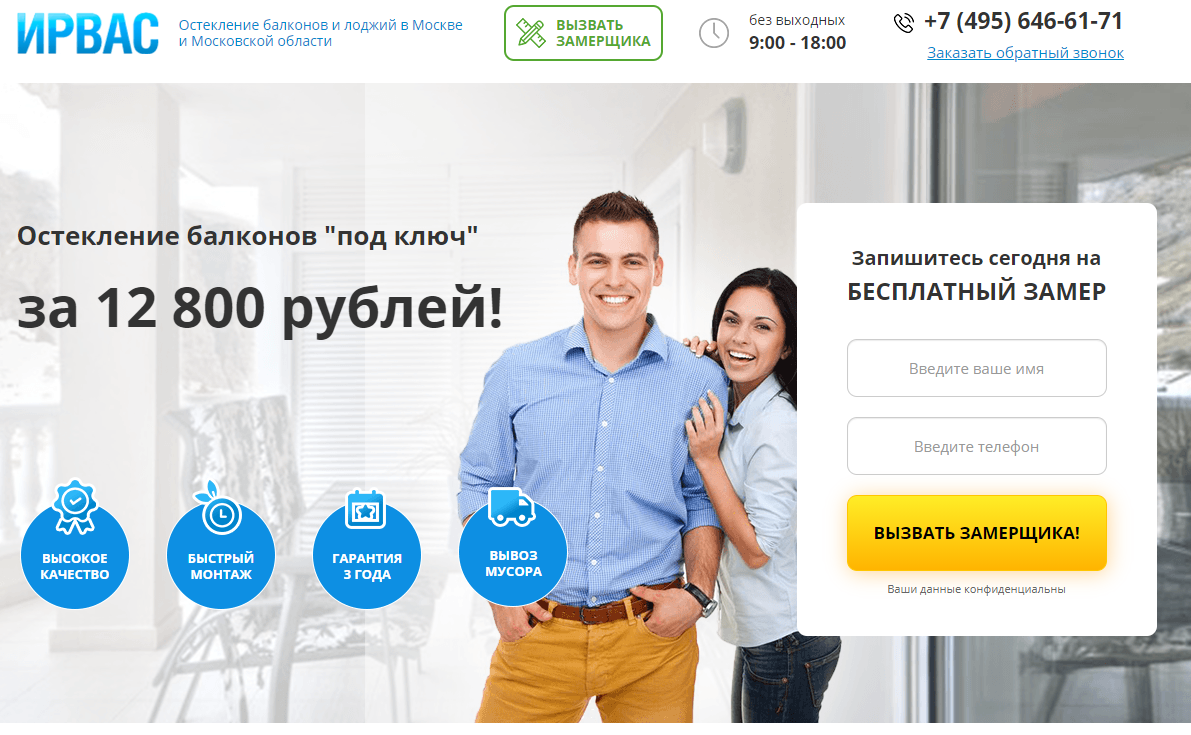 ИРВАС
Остекление балконов и лоджий в Москве
и Московской области
ВЫЗВАТЬ
ЗАМЕРЩИКА
без выходных
9:00 - 18:00
+7 (495) 646-61-71
Заказать обратный звонок
Остекление балконов "под ключ"
за 12 800 рублей!
Запишитесь сегодня на
БЕСПЛАТНЫЙ ЗАМЕР
Введите ваше имя
Введите телефон
ВЫЗВАТЬ ЗАМЕРЩИКА!
Ваши данные конфиденциальны
ВЫСОКОЕ
КАЧЕСТВО
БЫСТРЫЙ
МОНТАЖ
ГАРАНТИЯ
3 ГОДА
ВЫВОЗ
МУСОРА